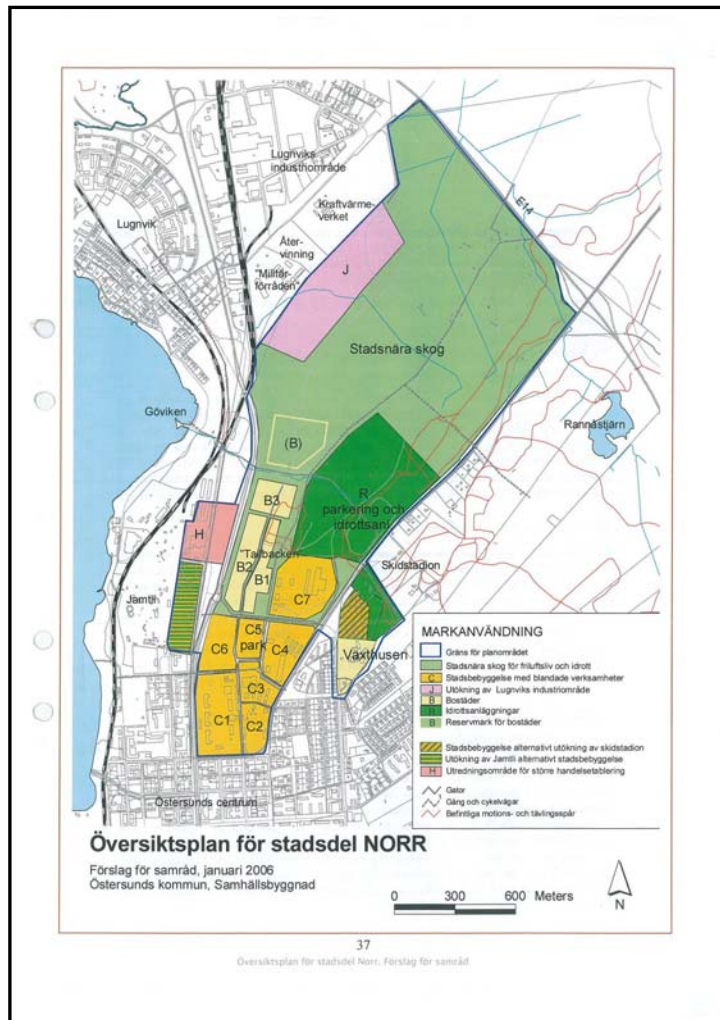 E14
Lugnviks
industriområde
Lugnvik
Kraftvärme-
verket
Åter-
vinning
"Militär-
förråden"
J
Stadsnära skog
Göviken
Rannåstjärn
(B)
B3
R
parkering och
idrottsanl
H
"Tallbacken"
B2
B1
Skidstadion
Jamtli
C7
C5
park
C6
C4
Växthusen
C3
C1
C2
Östersunds centrum
MARKANVÄNDNING
Gräns för planområdet
Stadsnära skog för friluftsliv och idrott
C Stadsbebyggelse med blandade verksamheter
J Utökning av Lugnviks industriområde
B Bostäder
R Idrottsanläggningar
B Reservmark för bostäder
Stadsbebyggelse alternativt utökning av skidstadion
Utökning av Jamtli alternativt stadsbebyggelse
H Utredningsområde för större handelsetablering
Gator
Gång och cykelvägar
Befintliga motions- och tävlingsspår
Översiktsplan för stadsdel NORR
Förslag för samråd, januari 2006
Östersunds kommun, Samhällsbyggnad
0 300 600 Meters
N
37
Översiktsplan för stadsdel Norr. Förslag för samråd